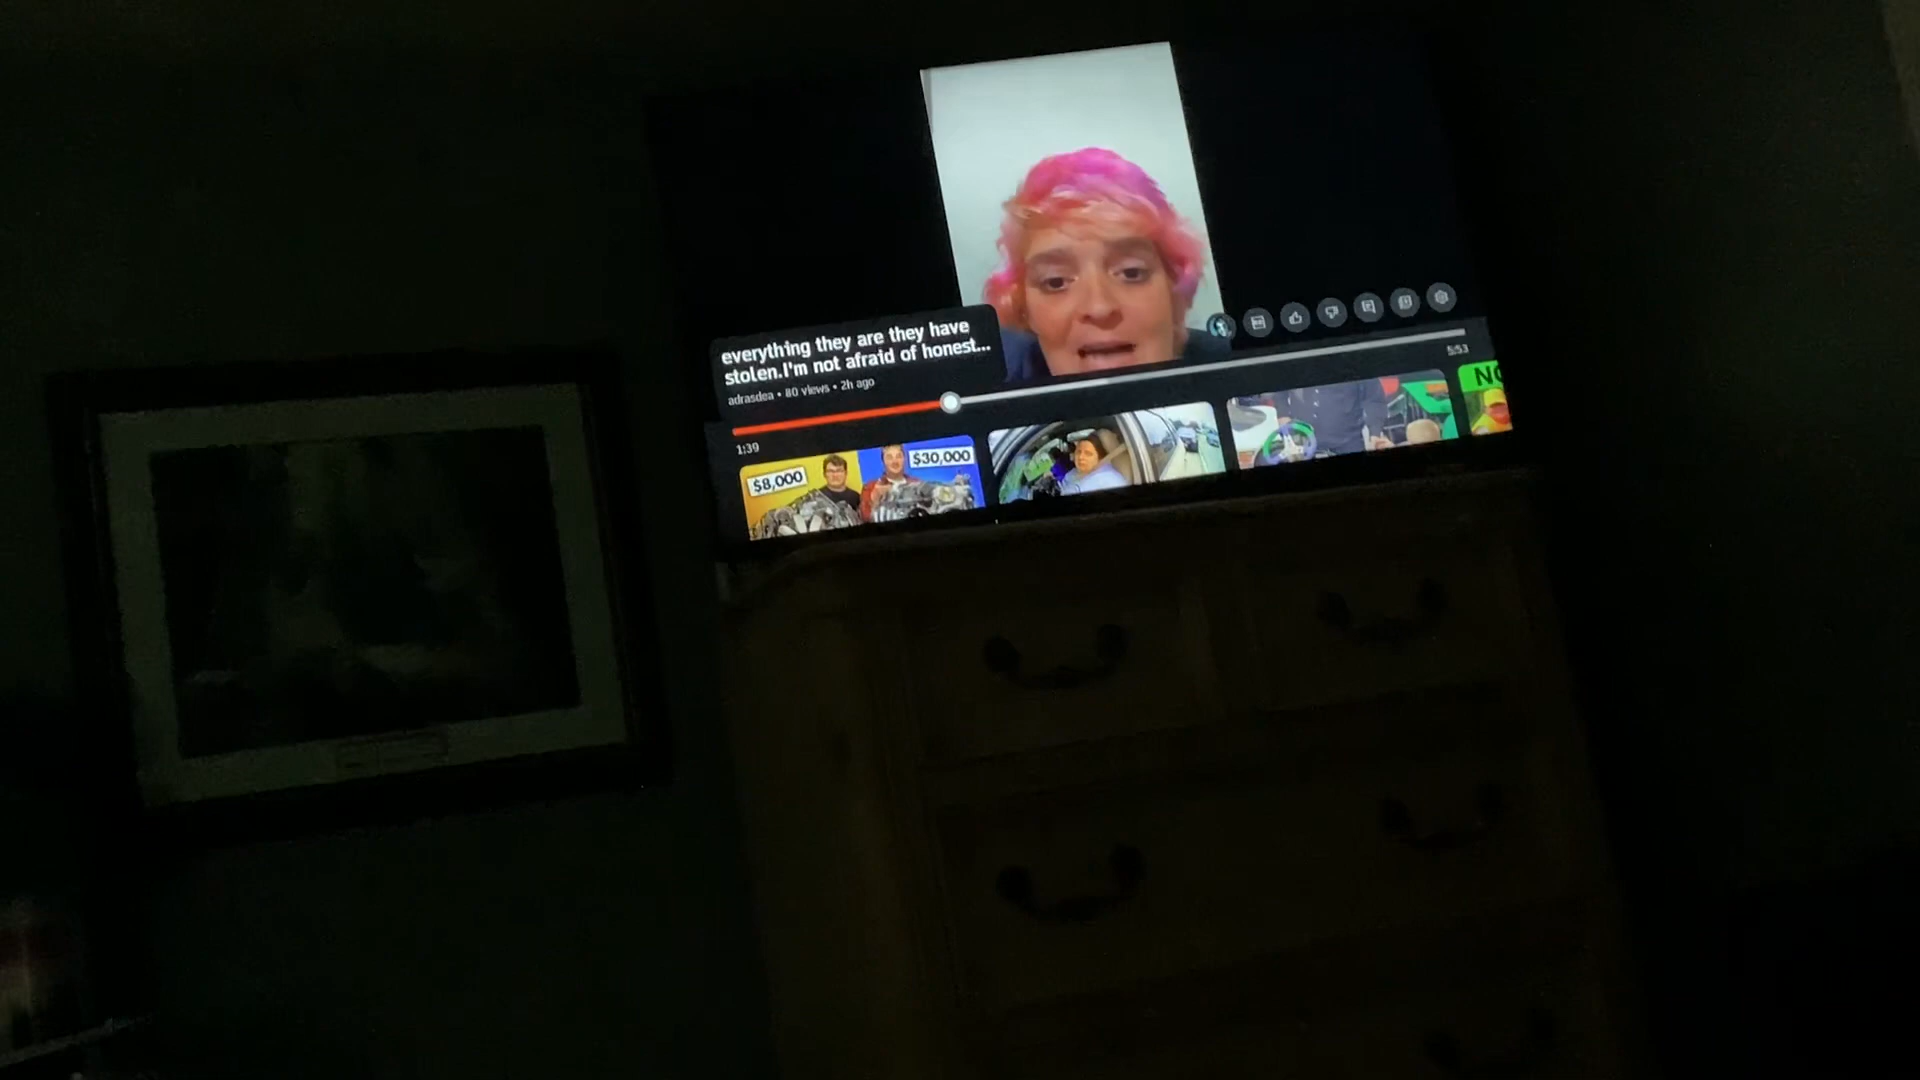 everything they are they have
stolen.I'm not afraid of honest...
adrasdea • 80 views • 2h ago
1:39
5:53
$8,000
$30,000
NO